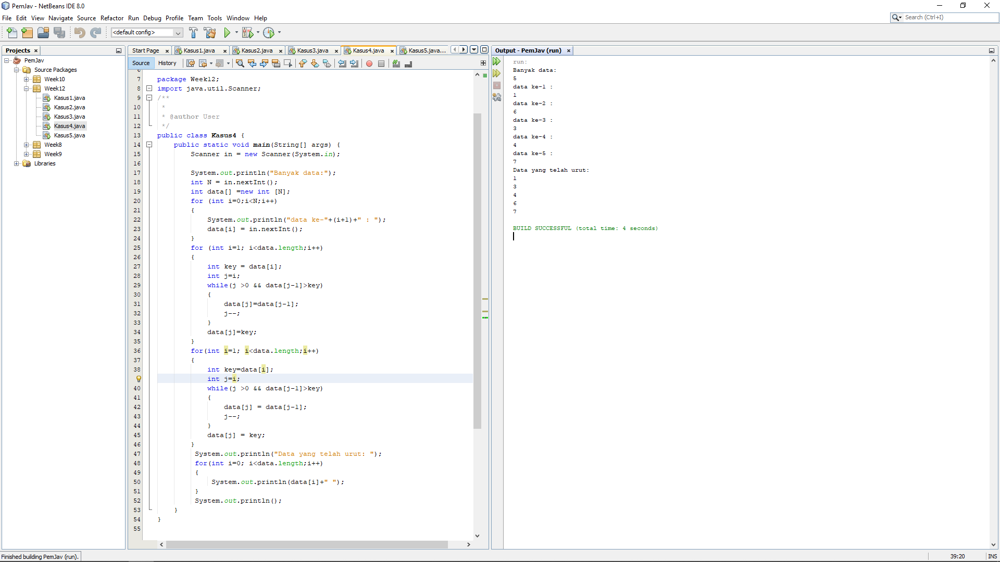 PemJav - NetBeans IDE 8.0
File Edit View Navigate Source Refactor Run Debug Profile Team Tools Window Help
Search (Ctrl+I)
<default config>
Projects
PemJav
Source Packages
Week10
Week12
Kasus1.java
Kasus2.java
Kasus3.java
Kasus4.java
Kasus5.java
Week8
Week9
Libraries
Start Page Kasus1.java Kasus2.java Kasus3.java Kasus4.java Kasus5.java...
Source History
6
7 package Week12;
8 import java.util.Scanner;
9 /**
10 *
11 * @author User
12 */
13 public class Kasus4 {
14 public static void main(String[] args) {
15 Scanner in = new Scanner(System.in);
16
17 System.out.println("Banyak data:");
18 int N = in.nextInt();
19 int data[] =new int [N];
20 for (int i=0;i<N;i++)
21 {
22 System.out.println("data ke-"+(i+1)+" : ");
23 data[i] = in.nextInt();
24 }
25 for (int i=1; i<data.length;i++)
26 {
27 int key = data[i];
28 int j=i;
29 while(j >0 && data[j-1]>key)
30 {
31 data[j]=data[j-1];
32 j--;
33 }
34 data[j]=key;
35 }
36 for(int i=1; i<data.length;i++)
37 {
38 int key=data[i];
int j=i;
40 while(j >0 && data[j-1]>key)
41 {
42 data[j] = data[j-1];
43 j--;
44 }
45 data[j] = key;
46 }
47 System.out.println("Data yang telah urut: ");
48 for(int i=0; i<data.length;i++)
49 {
50 System.out.println(data[i]+" ");
51 }
52 System.out.println();
53 }
54 }
55
Output - PemJav (run)
run:
Banyak data:
5
data ke-1 :
1
data ke-2 :
6
data ke-3 :
3
data ke-4 :
4
data ke-5 :
7
Data yang telah urut:
1
3
4
6
7
BUILD SUCCESSFUL (total time: 4 seconds)
Finished building PemJav (run).
39:20 INS